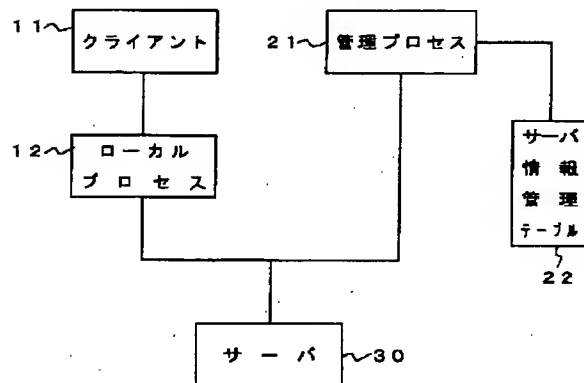 11 クライアント
21 管理プロセス
12 ローカル
プロセス
サーバ
情報
管理
テーブル
22
サーバ 30